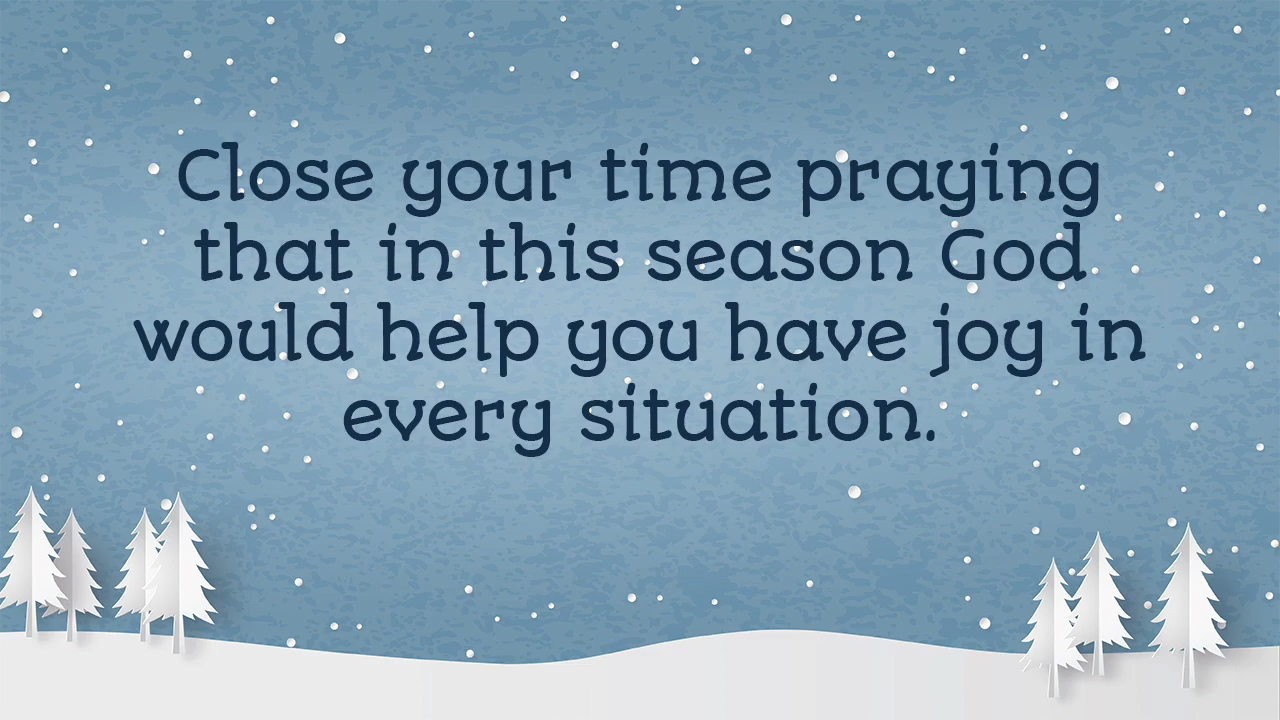 Close your time praying
that in this season God
would help you have joy in
every situation.